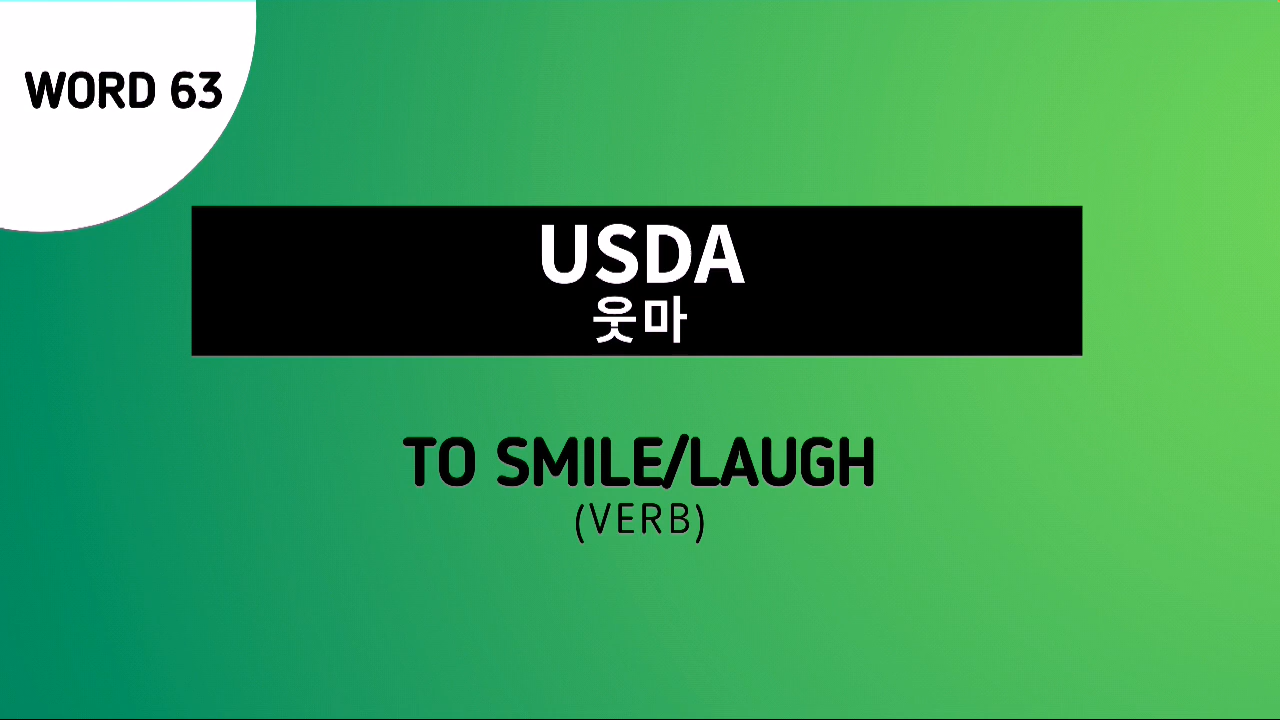 WORD 63
USDA
웃마
TO SMILE/LAUGH
(VERB)